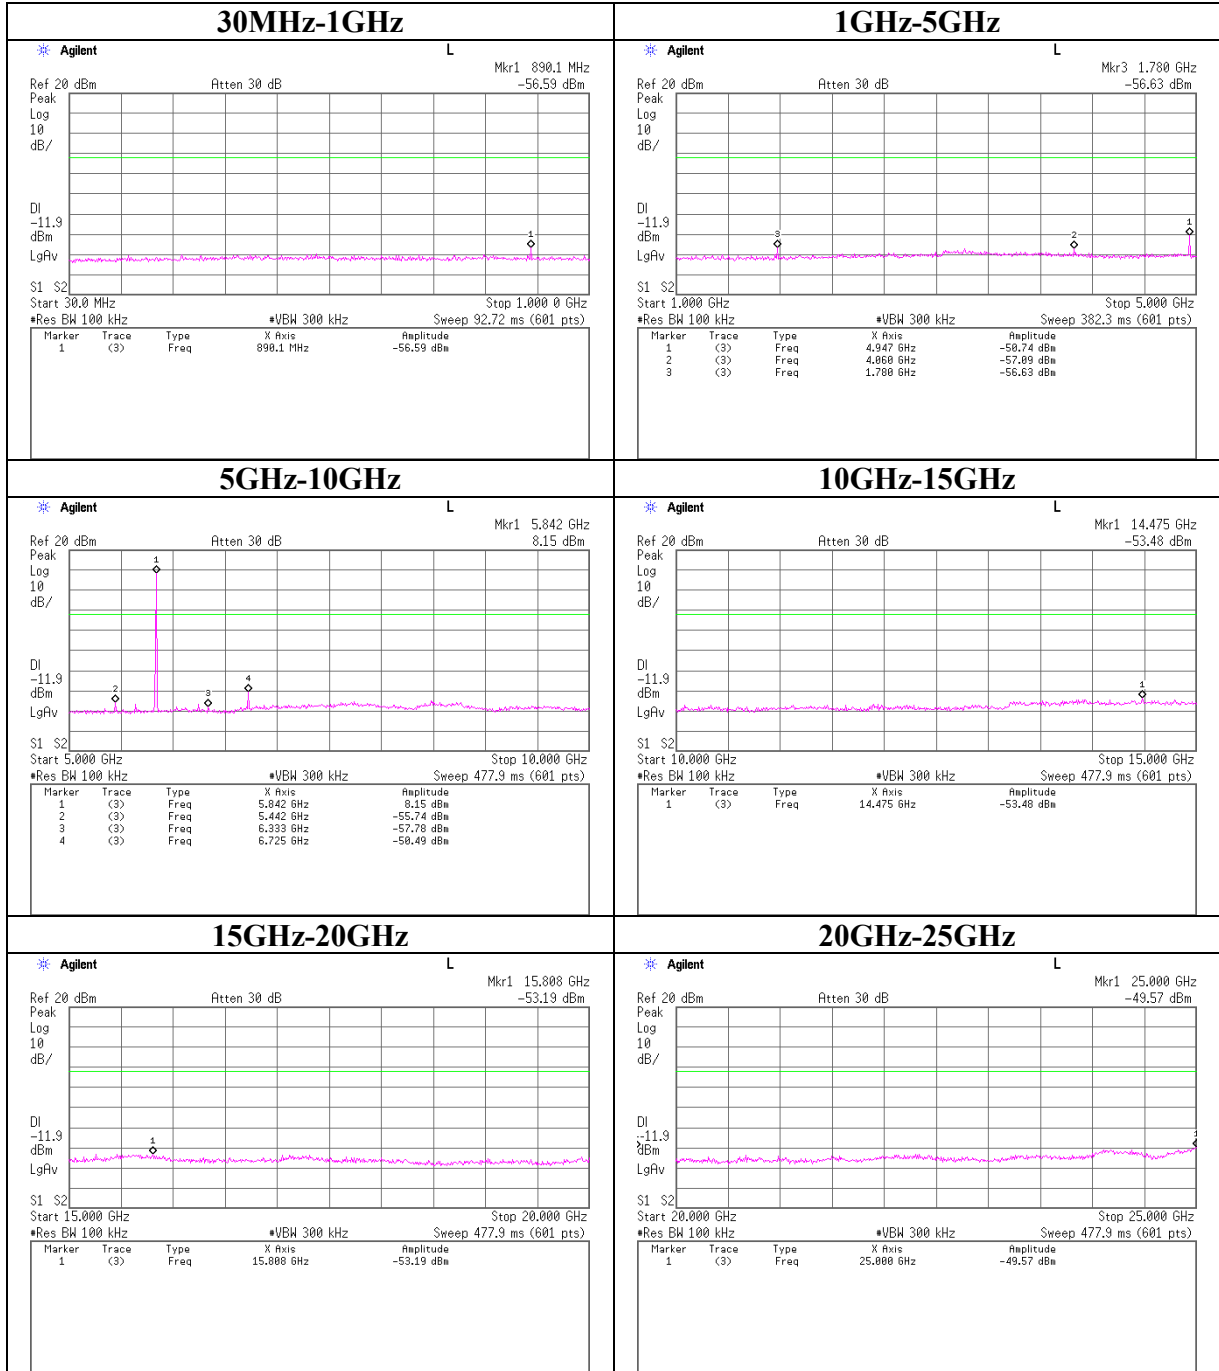 30MHz-1GHz
Agilent
L
Mkr1 890.1 MHz
Ref 20 dBm Atten 30 dB -56.59 dBm
Peak
Log
10
dB/
1
DI
-11.9
dBm
LgAv
S1 S2
Start 30.0 MHz Stop 1.000 0 GHz
#Res BW 100 kHz #VBW 300 kHz Sweep 92.72 ms (601 pts)
Marker Trace Type X Axis Amplitude
1 (3) Freq 890.1 MHz -56.59 dBm
1GHz-5GHz
Agilent
L
Mkr3 1.780 GHz
Ref 20 dBm Atten 30 dB -56.63 dBm
Peak
Log
10
dB/
3 2 1
DI
-11.9
dBm
LgAv
S1 S2
Start 1.000 GHz Stop 5.000 GHz
#Res BW 100 kHz #VBW 300 kHz Sweep 382.3 ms (601 pts)
Marker Trace Type X Axis Amplitude
1 (3) Freq 4.947 GHz -50.74 dBm
2 (3) Freq 4.060 GHz -57.09 dBm
3 (3) Freq 1.780 GHz -56.63 dBm
5GHz-10GHz
Agilent
L
Mkr1 5.842 GHz
Ref 20 dBm Atten 30 dB 8.15 dBm
Peak
Log
10
dB/
1
2 3 4
DI
-11.9
dBm
LgAv
S1 S2
Start 5.000 GHz Stop 10.000 GHz
#Res BW 100 kHz #VBW 300 kHz Sweep 477.9 ms (601 pts)
Marker Trace Type X Axis Amplitude
1 (3) Freq 5.842 GHz 8.15 dBm
2 (3) Freq 5.442 GHz -55.74 dBm
3 (3) Freq 6.333 GHz -57.78 dBm
4 (3) Freq 6.725 GHz -50.49 dBm
10GHz-15GHz
Agilent
L
Mkr1 14.475 GHz
Ref 20 dBm Atten 30 dB -53.48 dBm
Peak
Log
10
dB/
1
DI
-11.9
dBm
LgAv
S1 S2
Start 10.000 GHz Stop 15.000 GHz
#Res BW 100 kHz #VBW 300 kHz Sweep 477.9 ms (601 pts)
Marker Trace Type X Axis Amplitude
1 (3) Freq 14.475 GHz -53.48 dBm
15GHz-20GHz
Agilent
L
Mkr1 15.808 GHz
Ref 20 dBm Atten 30 dB -53.19 dBm
Peak
Log
10
dB/
1
DI
-11.9
dBm
LgAv
S1 S2
Start 15.000 GHz Stop 20.000 GHz
#Res BW 100 kHz #VBW 300 kHz Sweep 477.9 ms (601 pts)
Marker Trace Type X Axis Amplitude
1 (3) Freq 15.808 GHz -53.19 dBm
20GHz-25GHz
Agilent
L
Mkr1 25.000 GHz
Ref 20 dBm Atten 30 dB -49.57 dBm
Peak
Log
10
dB/
1
DI
-11.9
dBm
LgAv
S1 S2
Start 20.000 GHz Stop 25.000 GHz
#Res BW 100 kHz #VBW 300 kHz Sweep 477.9 ms (601 pts)
Marker Trace Type X Axis Amplitude
1 (3) Freq 25.000 GHz -49.57 dBm